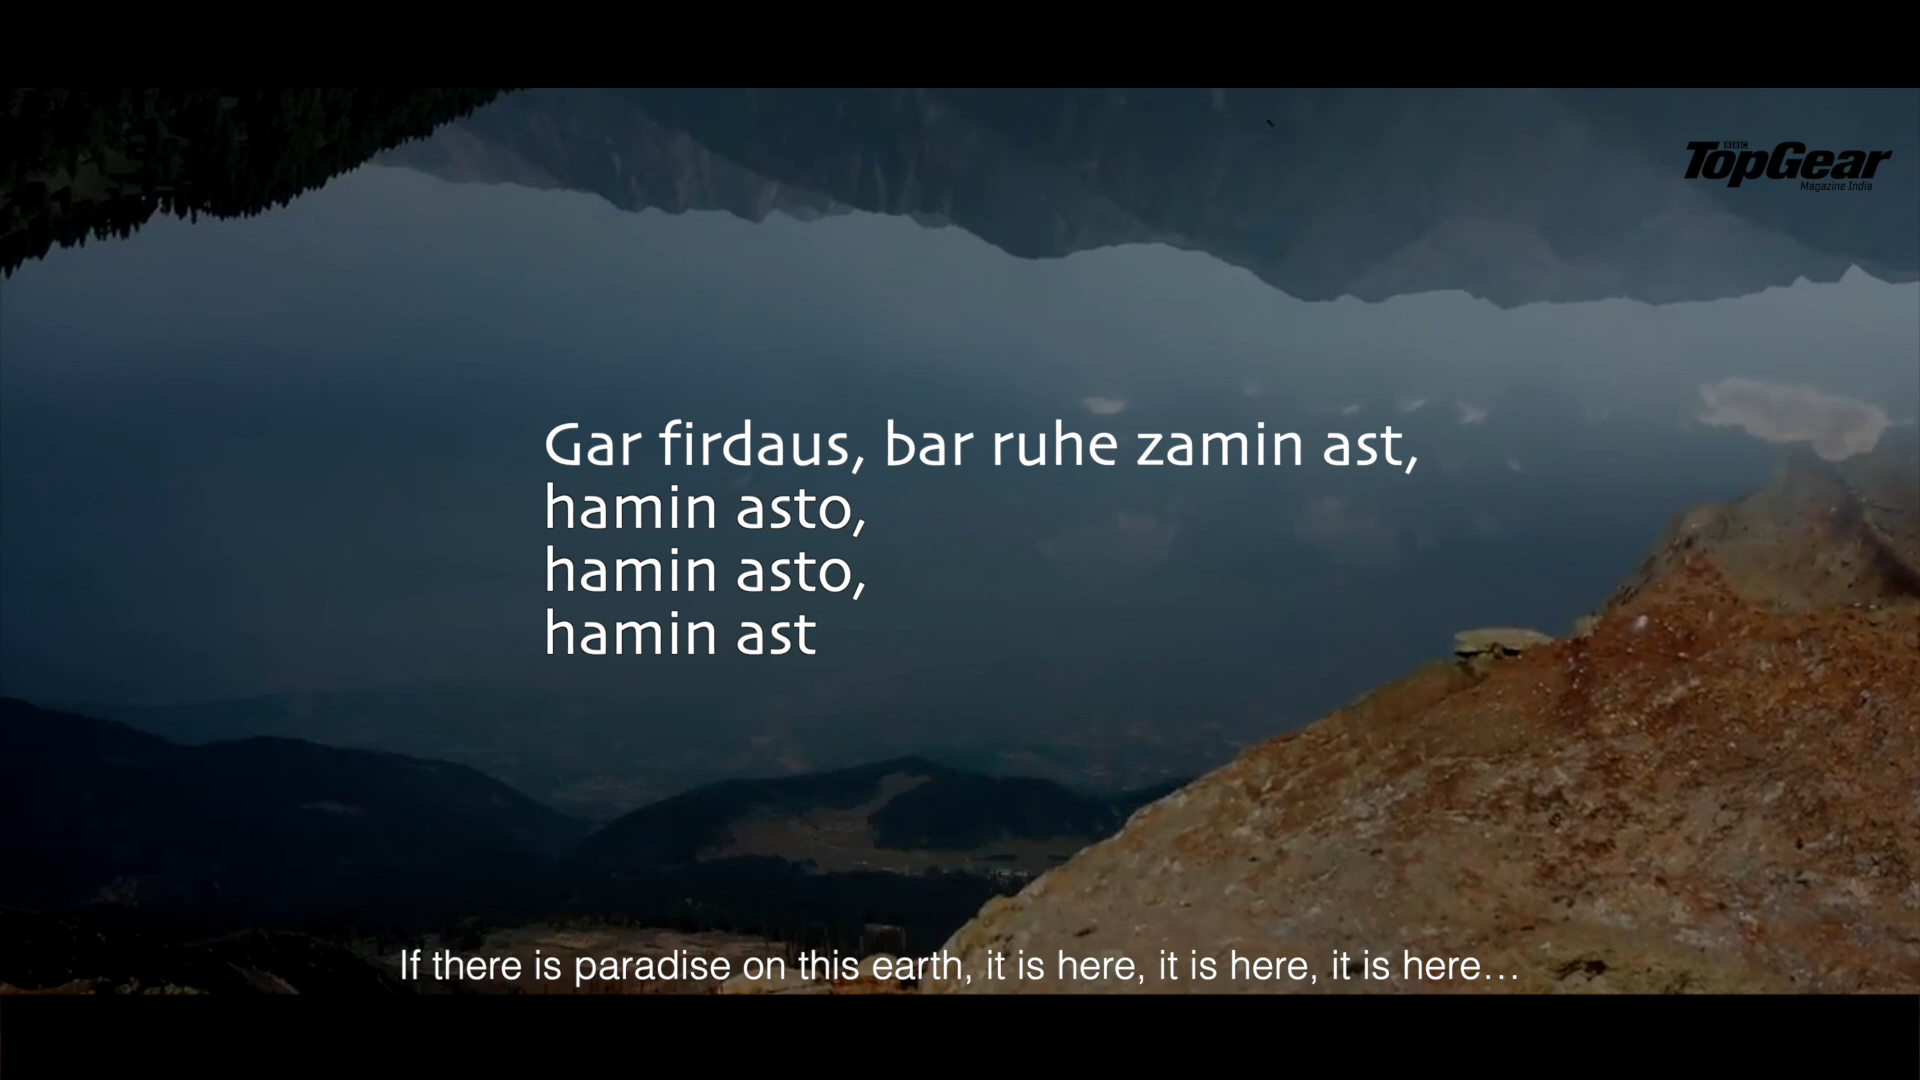 BBC
TopGear
Magazine India
Gar firdaus, bar ruhe zamin ast,
hamin asto,
hamin asto,
hamin ast
If there is paradise on this earth, it is here, it is here, it is here...